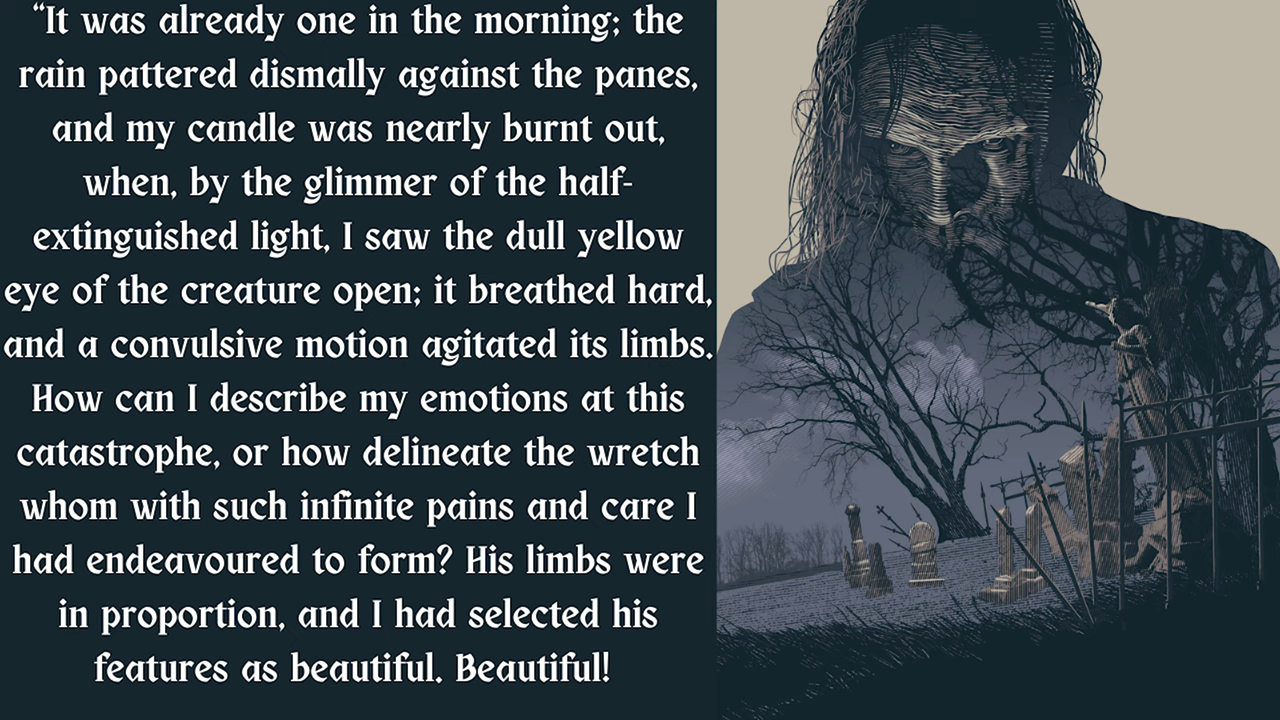 “It was already one in the morning; the
rain pattered dismally against the panes,
and my candle was nearly burnt out,
when, by the glimmer of the half-
extinguished light, I saw the dull yellow
eye of the creature open; it breathed hard,
and a convulsive motion agitated its limbs.
How can I describe my emotions at this
catastrophe, or how delineate the wretch
whom with such infinite pains and care I
had endeavoured to form? His limbs were
in proportion, and I had selected his
features as beautiful. Beautiful!